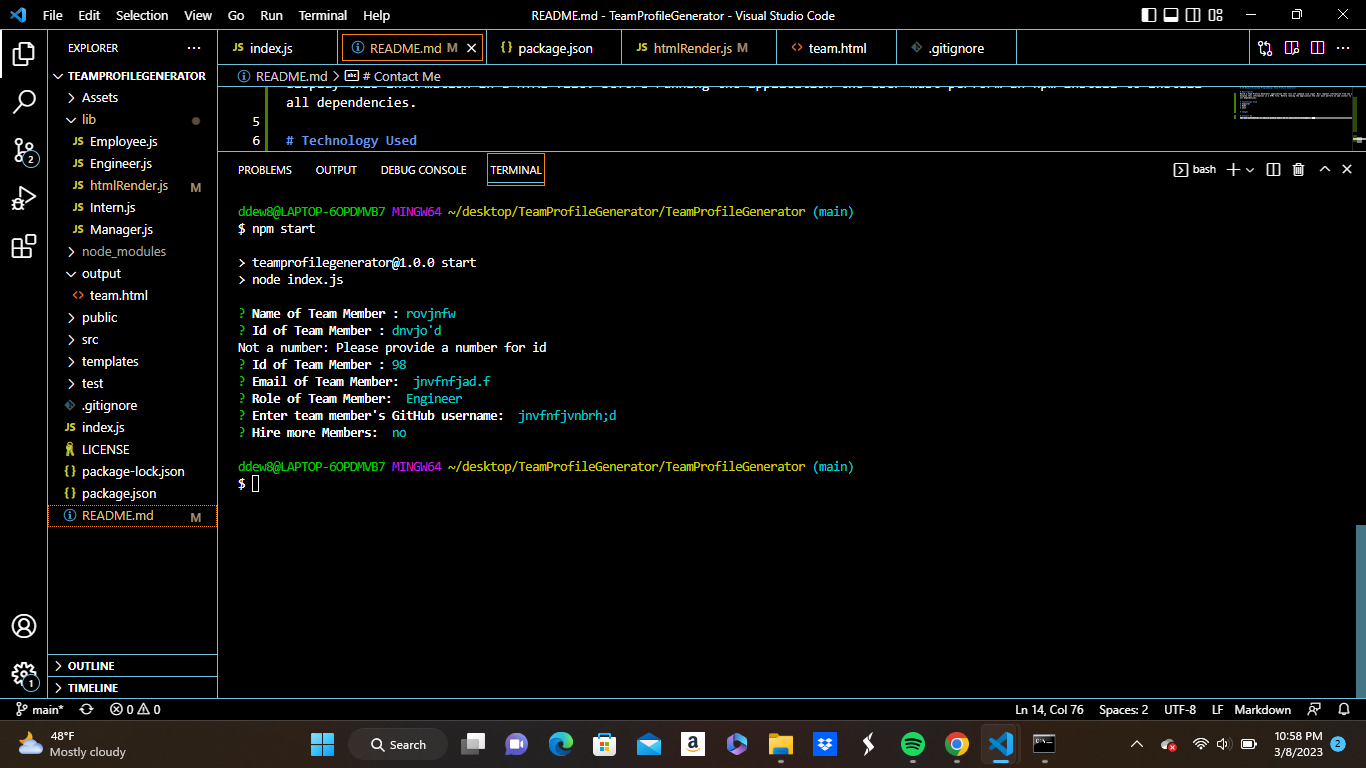 File Edit Selection View Go Run Terminal Help README.md - TeamProfileGenerator - Visual Studio Code
EXPLORER
index.js README.md M package.json htmlRender.js M team.html .gitignore
TEAMPROFILEGENERATOR
README.md > # Contact Me
Assets
all dependencies.
lib
5
Employee.js
6 # Technology Used
Engineer.js
PROBLEMS OUTPUT DEBUG CONSOLE TERMINAL bash
htmlRender.js M
Intern.js
ddew8@LAPTOP-6OPDMVB7 MINGW64 ~/desktop/TeamProfileGenerator/TeamProfileGenerator (main)
$ npm start
Manager.js
node_modules
> teamprofilegenerator@1.0.0 start
output
> node index.js
team.html
? Name of Team Member : rovjnfw
public
? Id of Team Member : dnvjo'd
src
Not a number: Please provide a number for id
templates
? Id of Team Member : 98
test
? Email of Team Member: jnvfnfjad.f
? Role of Team Member: Engineer
.gitignore
? Enter team member's GitHub username: jnvfnfjvnbrh;d
index.js
? Hire more Members: no
LICENSE
ddew8@LAPTOP-6OPDMVB7 MINGW64 ~/desktop/TeamProfileGenerator/TeamProfileGenerator (main)
package-lock.json
$
package.json
README.md M
2
OUTLINE
TIMELINE
1
main* 0 0 Ln 14, Col 76 Spaces: 2 UTF-8 LF Markdown
48°F
Mostly cloudy
Search
10:58 PM
3/8/2023
2